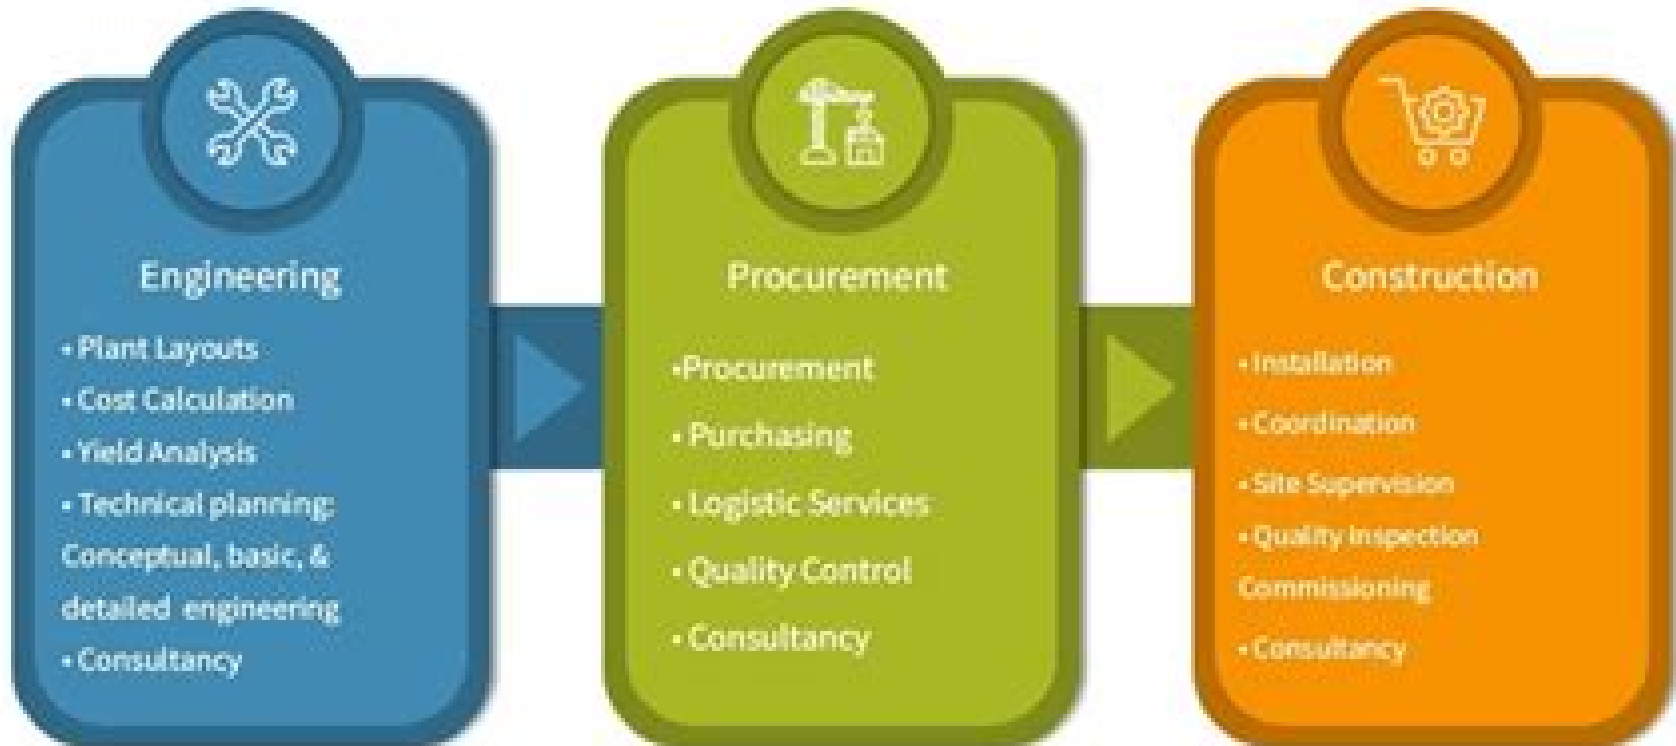 Engineering
• Plant Layouts
• Cost Calculation
• Yield Analysis
• Technical planning:
Conceptual, basic, &
detailed engineering
• Consultancy
Procurement
•Procurement
• Purchasing
• Logistic Services
• Quality Control
• Consultancy
Construction
• Installation
• Coordination
• Site Supervision
• Quality Inspection
Commissioning
• Consultancy